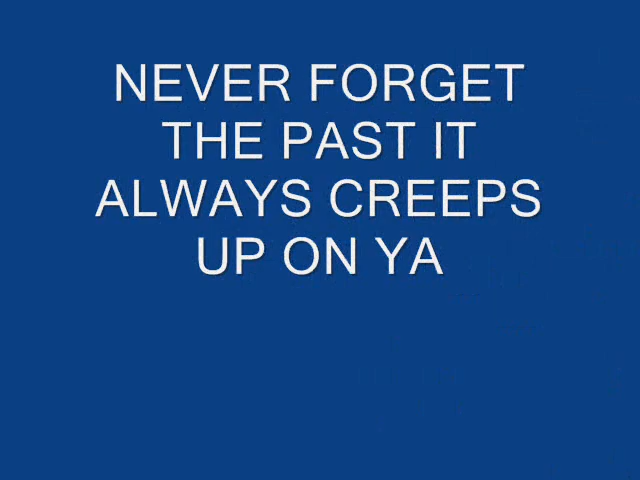 NEVER FORGET
THE PAST IT
ALWAYS CREEPS
UP ON YA